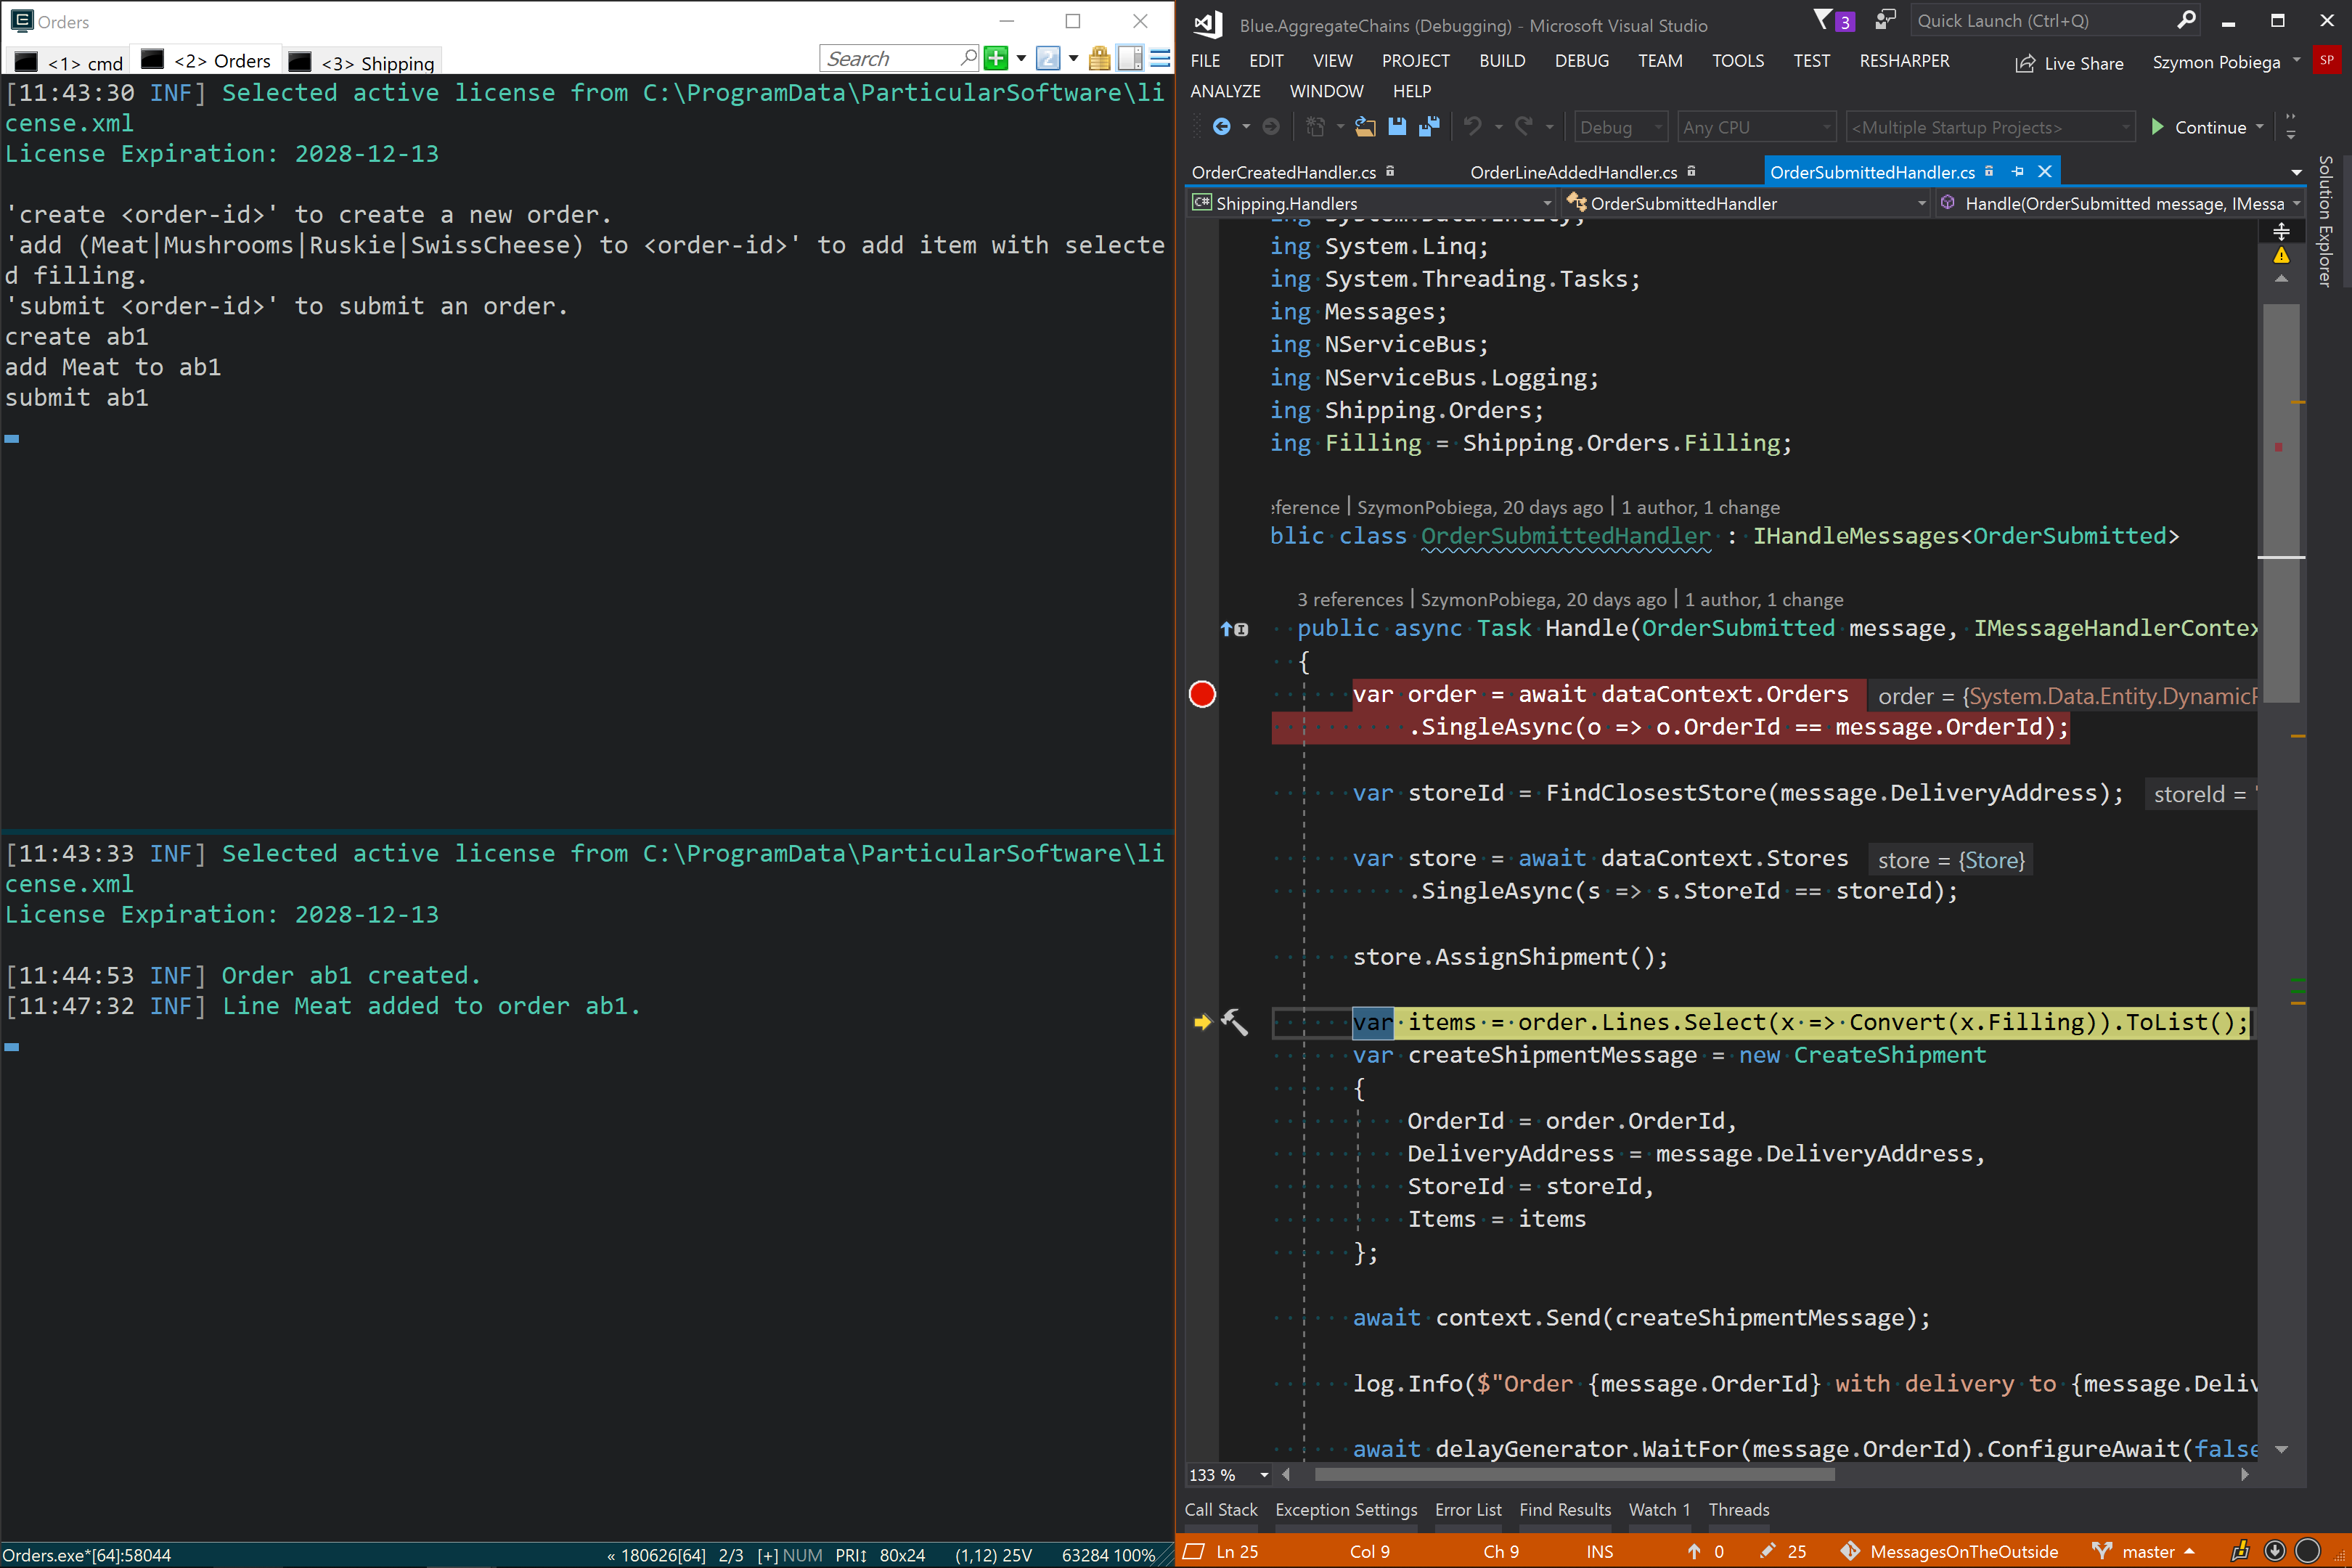 Orders
<1> cmd
<2> Orders
<3> Shipping
Search
2
[11:43:30 INF] Selected active license from C:\ProgramData\ParticularSoftware\li
cense.xml
License Expiration: 2028-12-13
'create <order-id>' to create a new order.
'add (Meat|Mushrooms|Ruskie|SwissCheese) to <order-id>' to add item with selecte
d filling.
'submit <order-id>' to submit an order.
create ab1
add Meat to ab1
submit ab1
[11:43:33 INF] Selected active license from C:\ProgramData\ParticularSoftware\li
cense.xml
License Expiration: 2028-12-13
[11:44:53 INF] Order ab1 created.
[11:47:32 INF] Line Meat added to order ab1.
Orders.exe*[64]:58044 « 180626[64] 2/3 [+] NUM PRI↕ 80x24 (1,12) 25V 63284 100%
Blue.AggregateChains (Debugging) - Microsoft Visual Studio
3
Quick Launch (Ctrl+Q)
FILE EDIT VIEW PROJECT BUILD DEBUG TEAM TOOLS TEST RESHARPER
Live Share
Szymon Pobiega
SP
ANALYZE WINDOW HELP
Debug Any CPU <Multiple Startup Projects> Continue
OrderCreatedHandler.cs OrderLineAddedHandler.cs OrderSubmittedHandler.cs
Solution Explorer
C# Shipping.Handlers OrderSubmittedHandler Handle(OrderSubmitted message, IMessa
ing System.Data.Entity;
ing System.Linq;
ing System.Threading.Tasks;
ing Messages;
ing NServiceBus;
ing NServiceBus.Logging;
ing Shipping.Orders;
ing Filling = Shipping.Orders.Filling;
eference | SzymonPobiega, 20 days ago | 1 author, 1 change
blic class OrderSubmittedHandler : IHandleMessages<OrderSubmitted>
3 references | SzymonPobiega, 20 days ago | 1 author, 1 change
public async Task Handle(OrderSubmitted message, IMessageHandlerContex
{
var order = await dataContext.Orders order = {System.Data.Entity.DynamicP
.SingleAsync(o => o.OrderId == message.OrderId);
var storeId = FindClosestStore(message.DeliveryAddress); storeId = "
var store = await dataContext.Stores store = {Store}
.SingleAsync(s => s.StoreId == storeId);
store.AssignShipment();
var items = order.Lines.Select(x => Convert(x.Filling)).ToList();
var createShipmentMessage = new CreateShipment
{
OrderId = order.OrderId,
DeliveryAddress = message.DeliveryAddress,
StoreId = storeId,
Items = items
};
await context.Send(createShipmentMessage);
log.Info($"Order {message.OrderId} with delivery to {message.Deliv
await delayGenerator.WaitFor(message.OrderId).ConfigureAwait(false
133 %
Call Stack Exception Settings Error List Find Results Watch 1 Threads
Ln 25 Col 9 Ch 9 INS 0 25 MessagesOnTheOutside master